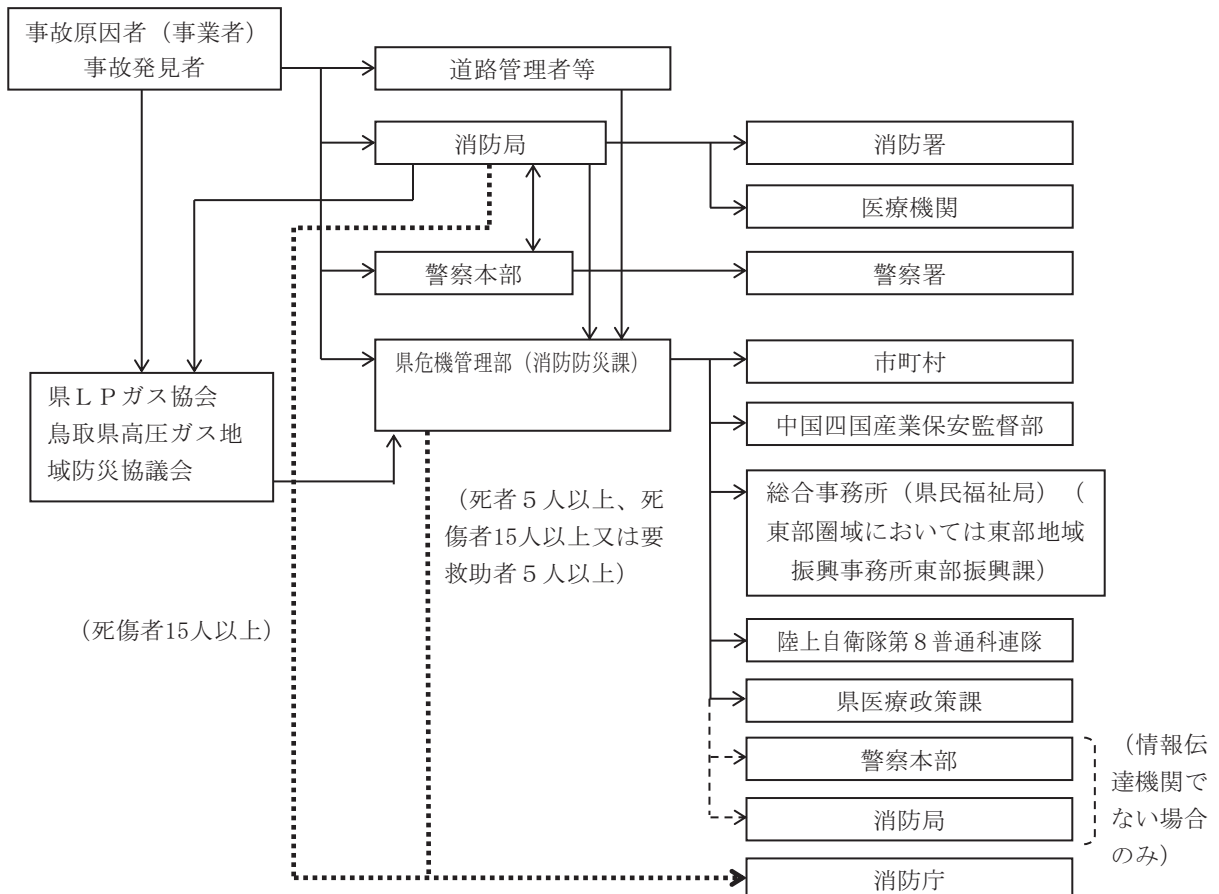 事故原因者（事業者）
事故発見者
道路管理者等
消防局
消防署
医療機関
警察本部
警察署
県危機管理部（消防防災課）
市町村
県ＬＰガス協会
鳥取県高圧ガス地
域防災協議会
中国四国産業保安監督部
（死者５人以上、死
傷者15人以上又は要
救助者５人以上）
総合事務所（県民福祉局）（
東部圏域においては東部地域
振興事務所東部振興課）
（死傷者15人以上）
陸上自衛隊第８普通科連隊
県医療政策課
警察本部
消防局
（情報伝
達機関で
ない場合
のみ）
消防庁